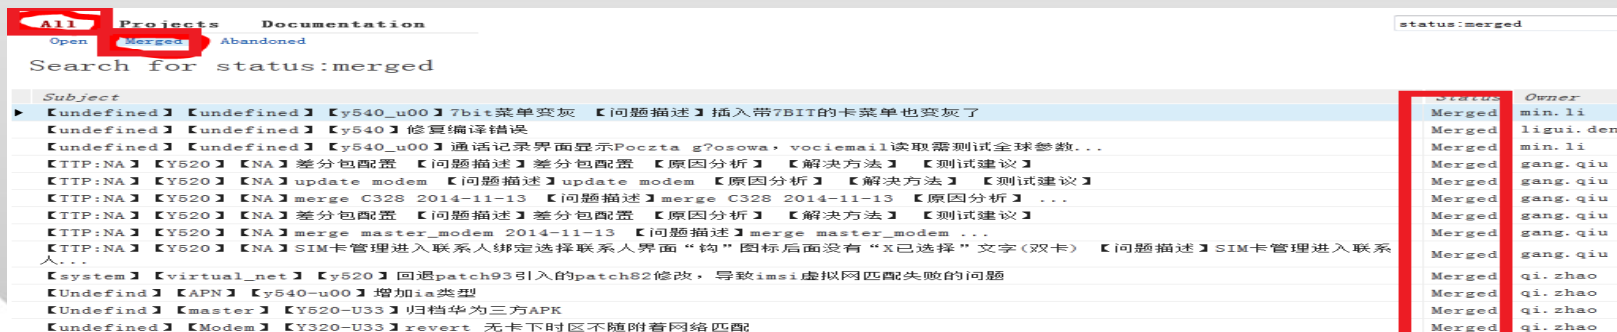 All Projects Documentation
status:merged
Open Merged Abandoned
Search for status:merged
Subject Status Owner
【undefined】【undefined】【y540_u00】7bit菜单变灰 【问题描述】插入带7BIT的卡菜单也变灰了 Merged min.li
【undefined】【undefined】【y540】修复编译错误 Merged ligui.den
【undefined】【undefined】【y540_u00】通话记录界面显示Poczta g?osowa，vociemail读取需测试全球参数... Merged min.li
【TTP:NA】【Y520】【NA】差分包配置 【问题描述】差分包配置 【原因分析】 【解决方法】 【测试建议】 Merged gang.qiu
【TTP:NA】【Y520】【NA】update modem 【问题描述】update modem 【原因分析】 【解决方法】 【测试建议】 Merged gang.qiu
【TTP:NA】【Y520】【NA】merge C328 2014-11-13 【问题描述】merge C328 2014-11-13 【原因分析】 ... Merged gang.qiu
【TTP:NA】【Y520】【NA】差分包配置 【问题描述】差分包配置 【原因分析】 【解决方法】 【测试建议】 Merged gang.qiu
【TTP:NA】【Y520】【NA】merge master_modem 2014-11-13 【问题描述】merge master_modem ... Merged gang.qiu
【TTP:NA】【Y520】【NA】SIM卡管理进入联系人绑定选择联系人界面“钩”图标后面没有“X已选择”文字(双卡) 【问题描述】SIM卡管理进入联系 Merged gang.qiu
人...
【system】【virtual_net】【y520】回退patch93引入的patch82修改，导致imsi虚拟网匹配失败的问题 Merged qi.zhao
【Undefind】【APN】【y540-u00】增加ia类型 Merged qi.zhao
【Undefind】【master】【Y520-U33】归档华为三方APK Merged qi.zhao
【undefined】【Modem】【Y320-U33】revert 无卡下时区不随附着网络匹配 Merged qi.zhao